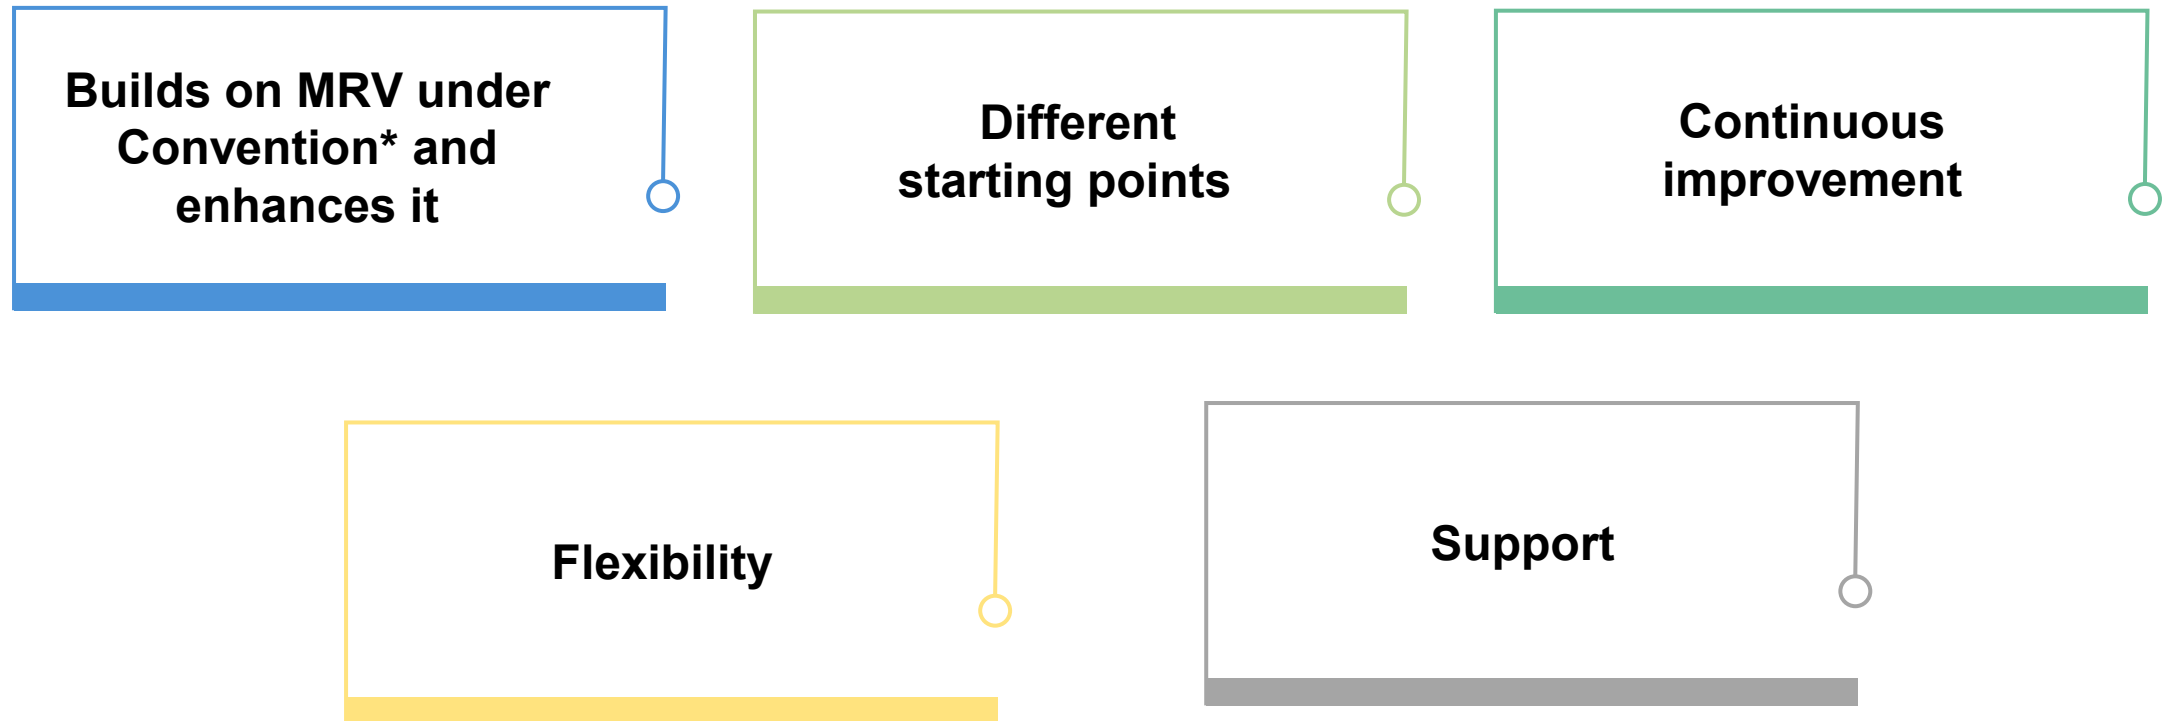 Builds on MRV under
Convention* and
enhances it
Different
starting points
Continuous
improvement
Flexibility
Support